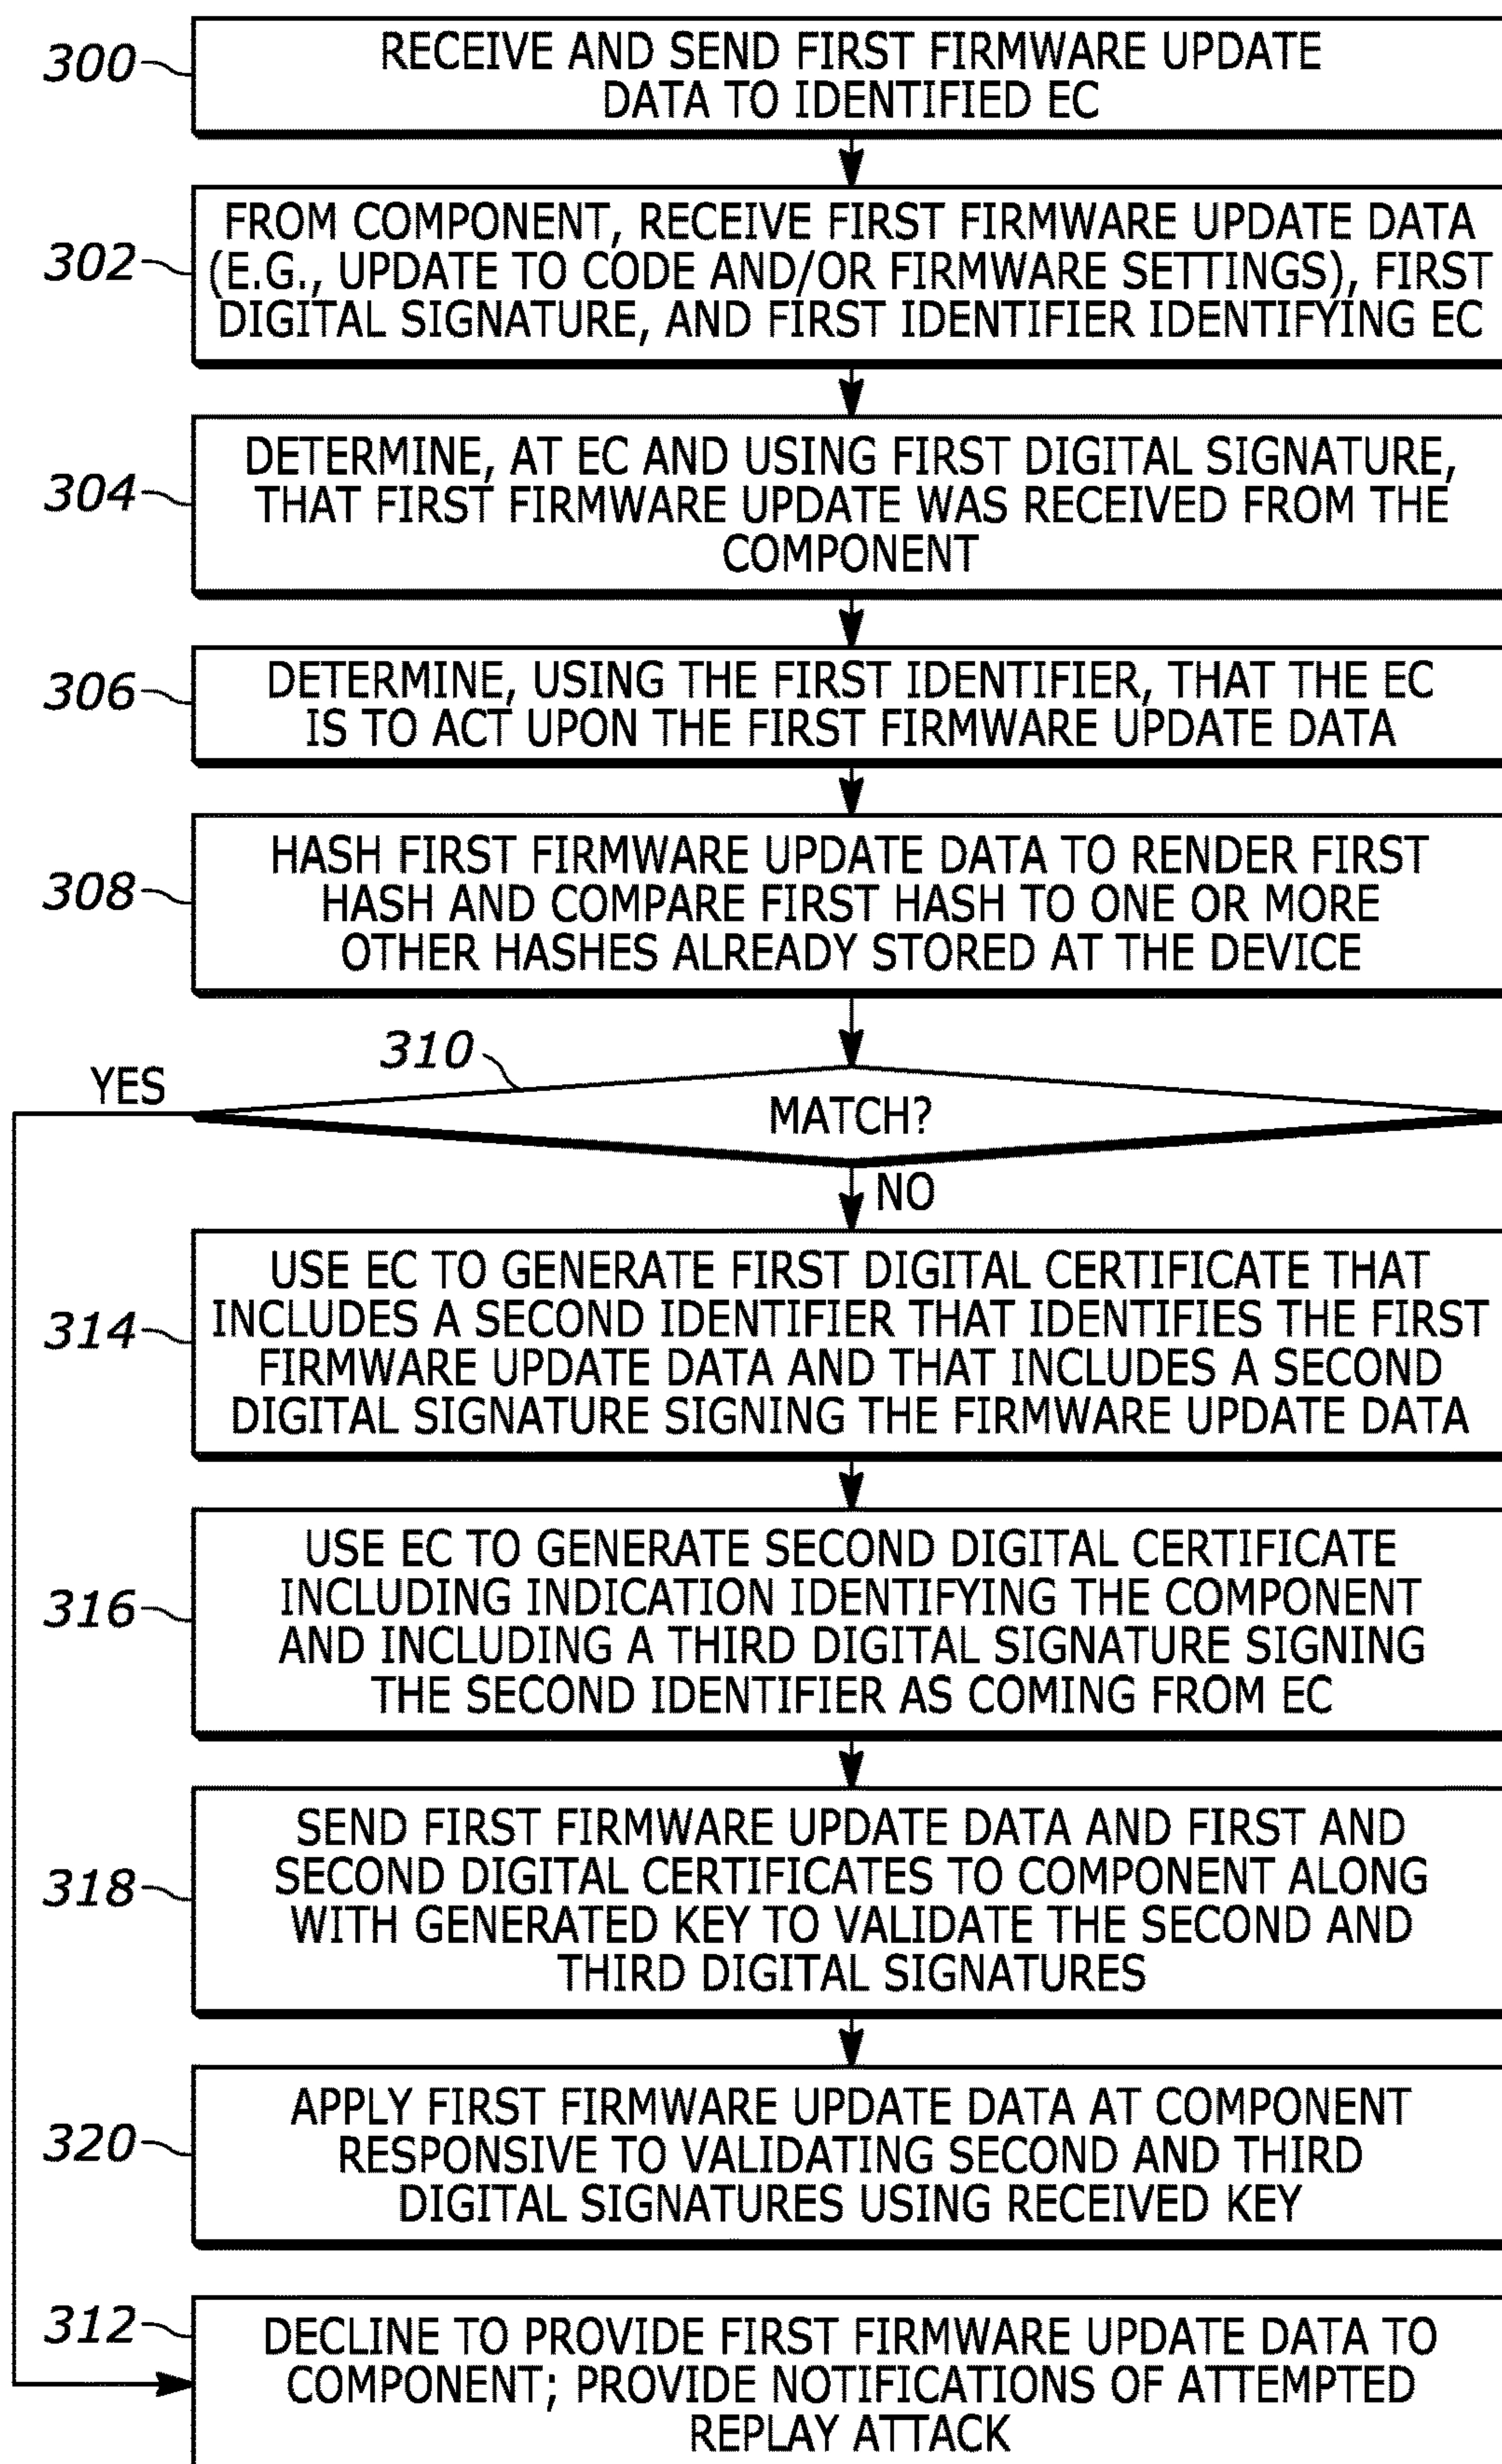 300
RECEIVE AND SEND FIRST FIRMWARE UPDATE
DATA TO IDENTIFIED EC
302
FROM COMPONENT, RECEIVE FIRST FIRMWARE UPDATE DATA
(E.G., UPDATE TO CODE AND/OR FIRMWARE SETTINGS), FIRST
DIGITAL SIGNATURE, AND FIRST IDENTIFIER IDENTIFYING EC
304
DETERMINE, AT EC AND USING FIRST DIGITAL SIGNATURE,
THAT FIRST FIRMWARE UPDATE WAS RECEIVED FROM THE
COMPONENT
306
DETERMINE, USING THE FIRST IDENTIFIER, THAT THE EC
IS TO ACT UPON THE FIRST FIRMWARE UPDATE DATA
308
HASH FIRST FIRMWARE UPDATE DATA TO RENDER FIRST
HASH AND COMPARE FIRST HASH TO ONE OR MORE
OTHER HASHES ALREADY STORED AT THE DEVICE
310
YES
MATCH?
NO
314
USE EC TO GENERATE FIRST DIGITAL CERTIFICATE THAT
INCLUDES A SECOND IDENTIFIER THAT IDENTIFIES THE FIRST
FIRMWARE UPDATE DATA AND THAT INCLUDES A SECOND
DIGITAL SIGNATURE SIGNING THE FIRMWARE UPDATE DATA
316
USE EC TO GENERATE SECOND DIGITAL CERTIFICATE
INCLUDING INDICATION IDENTIFYING THE COMPONENT
AND INCLUDING A THIRD DIGITAL SIGNATURE SIGNING
THE SECOND IDENTIFIER AS COMING FROM EC
318
SEND FIRST FIRMWARE UPDATE DATA AND FIRST AND
SECOND DIGITAL CERTIFICATES TO COMPONENT ALONG
WITH GENERATED KEY TO VALIDATE THE SECOND AND
THIRD DIGITAL SIGNATURES
320
APPLY FIRST FIRMWARE UPDATE DATA AT COMPONENT
RESPONSIVE TO VALIDATING SECOND AND THIRD
DIGITAL SIGNATURES USING RECEIVED KEY
312
DECLINE TO PROVIDE FIRST FIRMWARE UPDATE DATA TO
COMPONENT; PROVIDE NOTIFICATIONS OF ATTEMPTED
REPLAY ATTACK